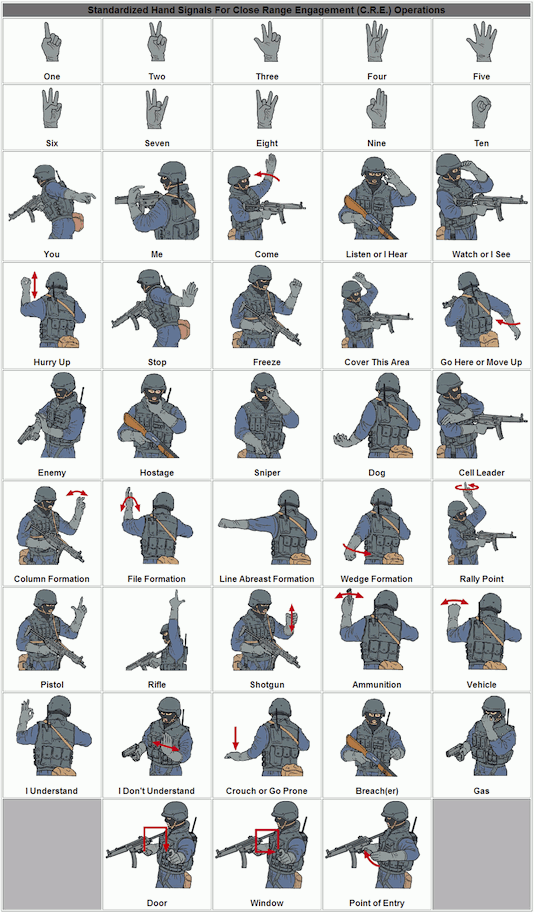 Standardized Hand Signals For Close Range Engagement (C.R.E.) Operations
One Two Three Four Five
Six Seven Eight Nine Ten
You Me Come Listen or I Hear Watch or I See
Hurry Up Stop Freeze Cover This Area Go Here or Move Up
Enemy Hostage Sniper Dog Cell Leader
Column Formation File Formation Line Abreast Formation Wedge Formation Rally Point
Pistol Rifle Shotgun Ammunition Vehicle
I Understand I Don't Understand Crouch or Go Prone Breach(er) Gas
Door Window Point of Entry